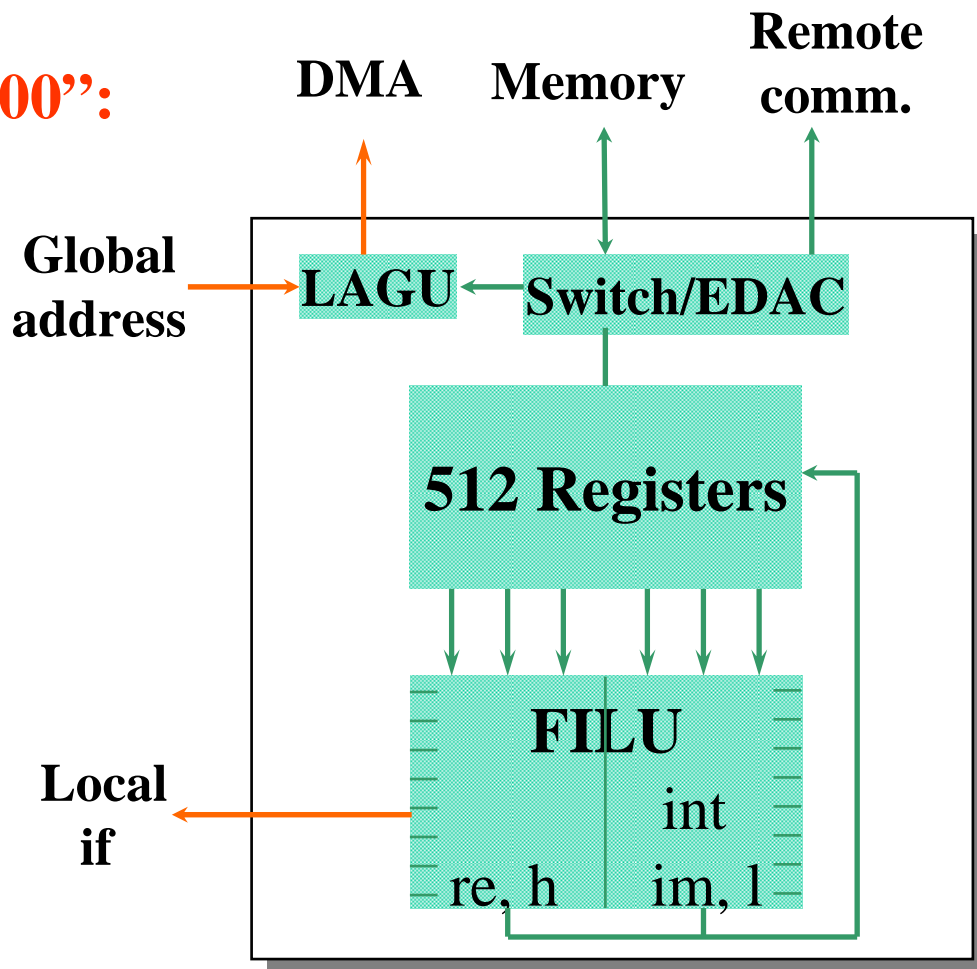 00”:
DMA
Memory
Remote
comm.
Global
address
LAGU
Switch/EDAC
512 Registers
FILU
int
re, h
im, l
Local
if